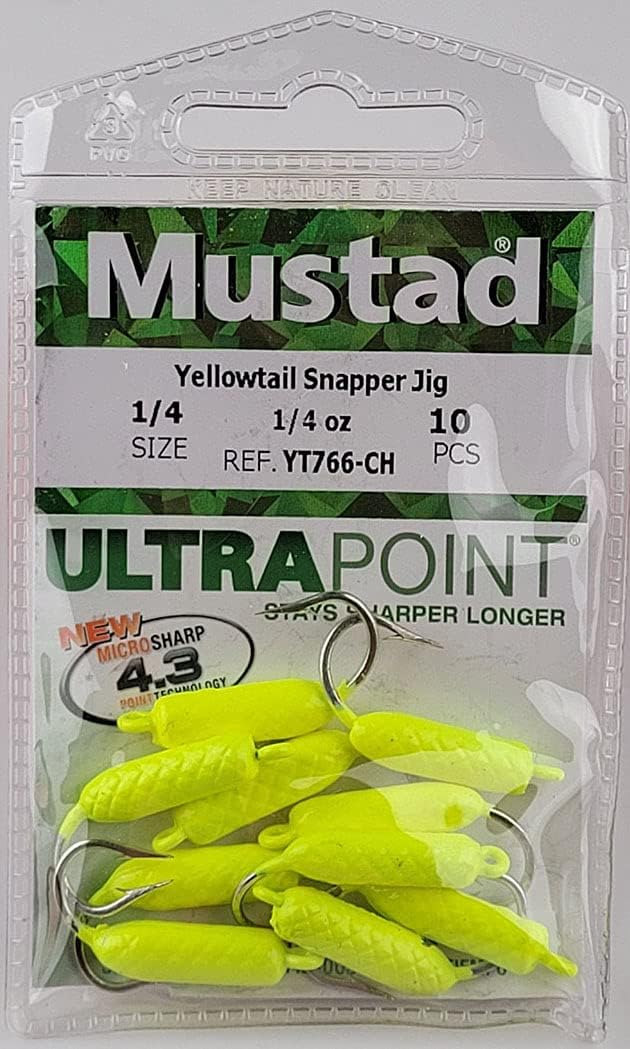 3
PVC
KEEP NATURE CLEAN
Mustad®
Yellowtail Snapper Jig
1/4 1/4 oz 10
SIZE REF. YT766-CH PCS
ULTRAPOINT®
STAYS SHARPER LONGER
NEW
MICROSHARP
4.3
POINT TECHNOLOGY